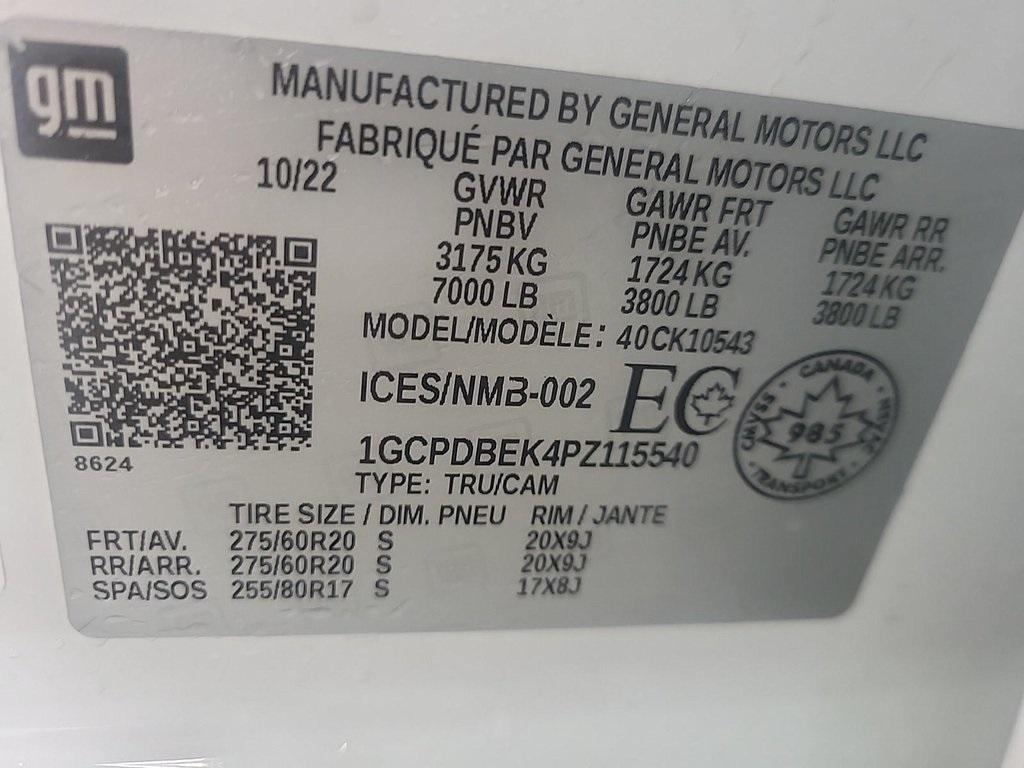 gm
MANUFACTURED BY GENERAL MOTORS LLC
FABRIQUÉ PAR GENERAL MOTORS LLC
10/22
GVWR GAWR FRT GAWR RR
PNBV PNBE AV. PNBE ARR.
3175 KG 1724 KG 1724 KG
7000 LB 3800 LB 3800 LB
MODEL/MODÈLE: 40CK10543
ICES/NMB-002 EC
CANADA
CMVSS 985 NSVAC
TRANSPORT
1GCPDBEK4PZ115540
8624
TYPE: TRU/CAM
TIRE SIZE / DIM. PNEU RIM / JANTE
FRT/AV. 275/60R20 S 20X9J
RR/ARR. 275/60R20 S 20X9J
SPA/SOS 255/80R17 S 17X8J